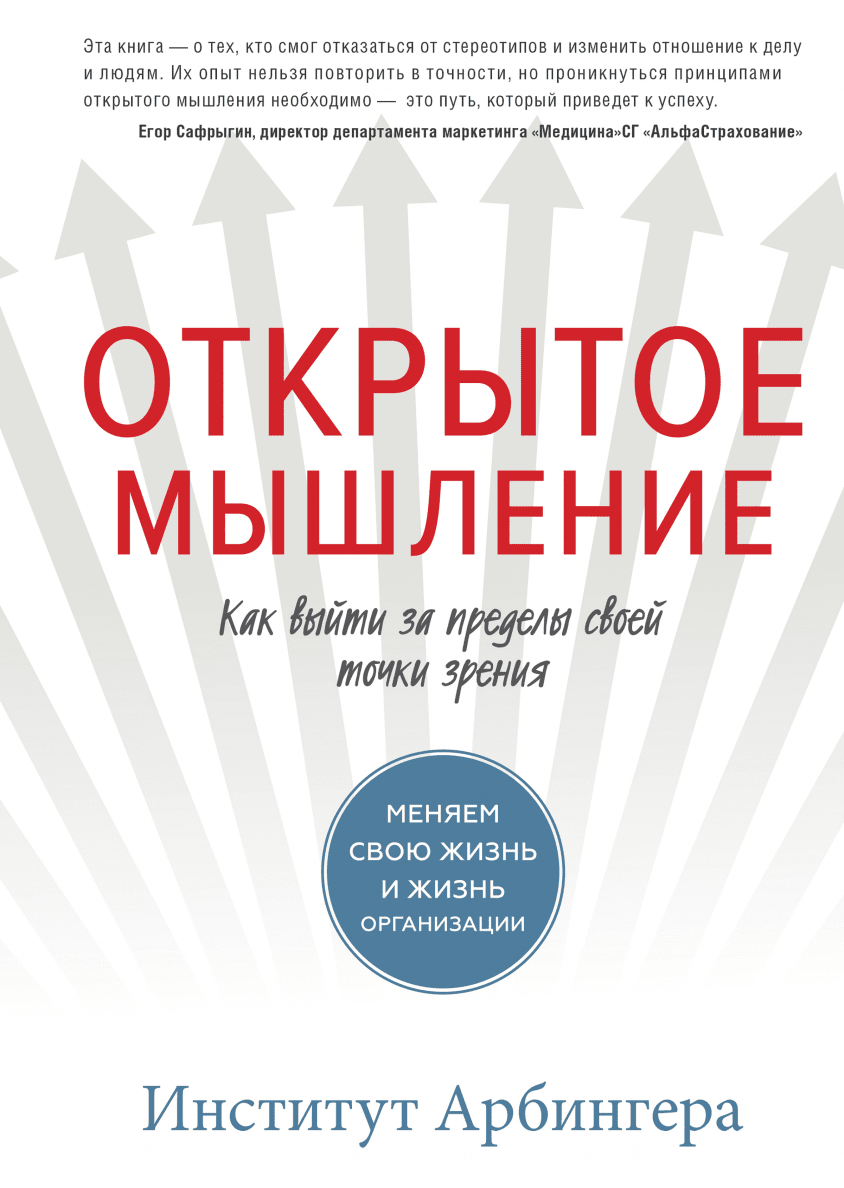 Эта книга — о тех, кто смог отказаться от стереотипов и изменить отношение к делу
и людям. Их опыт нельзя повторить в точности, но проникнуться принципами
открытого мышления необходимо — это путь, который приведет к успеху.
Егор Сафрыгин, директор департамента маркетинга «Медицина»СГ «АльфаСтрахование»
ОТКРЫТОЕ
МЫШЛЕНИЕ
Как выйти за пределы своей
точки зрения
МЕНЯЕМ
СВОЮ ЖИЗНЬ
И ЖИЗНЬ
ОРГАНИЗАЦИИ
Институт Арбингера